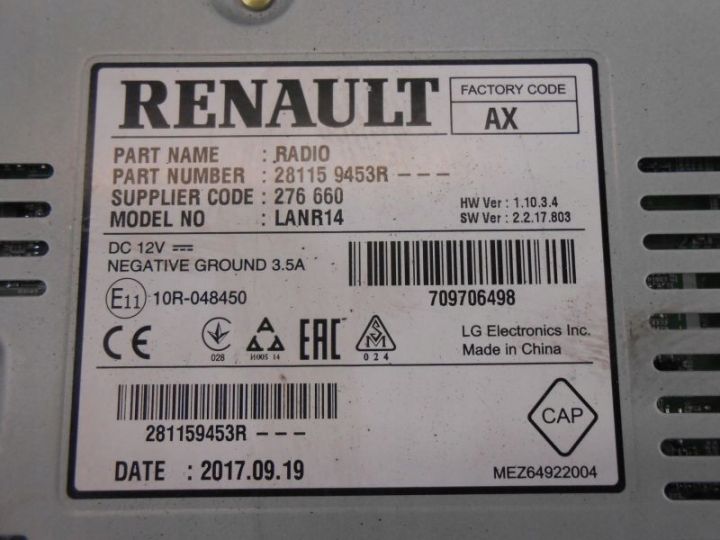 RENAULT
FACTORY CODE
AX
PART NAME : RADIO
PART NUMBER : 28115 9453R - - -
SUPPLIER CODE : 276 660
MODEL NO : LANR14
HW Ver : 1.10.3.4
SW Ver : 2.2.17.803
DC 12V
NEGATIVE GROUND 3.5A
E11 10R-048450
709706498
CE
028
EAC
024
LG Electronics Inc.
Made in China
281159453R - - -
CAP
DATE : 2017.09.19
MEZ64922004